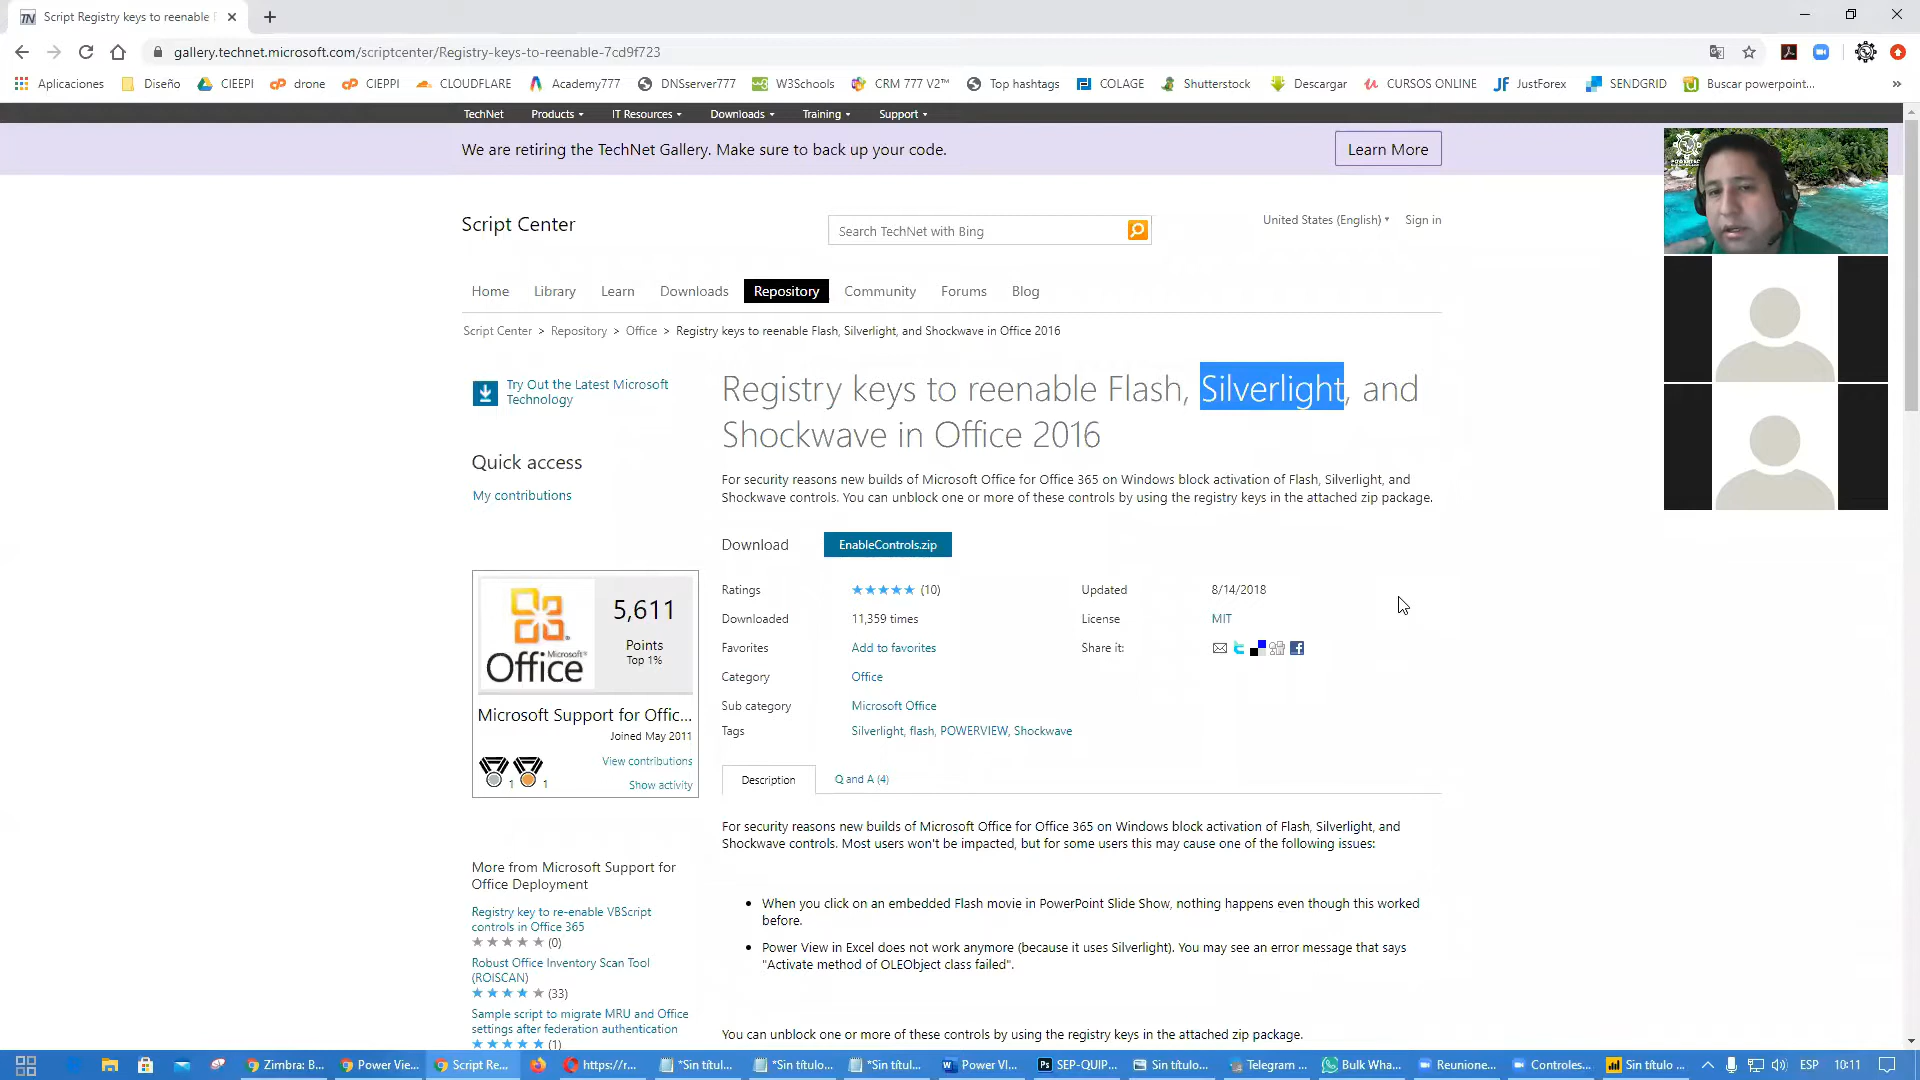 Script Registry keys to reenable F
gallery.technet.microsoft.com/scriptcenter/Registry-keys-to-reenable-7cd9f723
Aplicaciones Diseño CIEEPI drone CIEPPI CLOUDFLARE Academy777 DNSserver777 W3Schools CRM 777 V2™ Top hashtags COLAGE Shutterstock Descargar CURSOS ONLINE JustForex SENDGRID Buscar powerpoint... »
TechNet Products IT Resources Downloads Training Support
We are retiring the TechNet Gallery. Make sure to back up your code.
Learn More
Script Center
Search TechNet with Bing
United States (English) Sign in
Home Library Learn Downloads Repository Community Forums Blog
Script Center > Repository > Office > Registry keys to reenable Flash, Silverlight, and Shockwave in Office 2016
Try Out the Latest Microsoft
Technology
Quick access
My contributions
5,611
Points
Top 1%
Microsoft
Office
Microsoft Support for Offic...
Joined May 2011
View contributions
1 1
Show activity
More from Microsoft Support for
Office Deployment
Registry key to re-enable VBScript
controls in Office 365
(0)
Robust Office Inventory Scan Tool
(ROISCAN)
(33)
Sample script to migrate MRU and Office
settings after federation authentication
(1)
Registry keys to reenable Flash, Silverlight, and
Shockwave in Office 2016
For security reasons new builds of Microsoft Office for Office 365 on Windows block activation of Flash, Silverlight, and
Shockwave controls. You can unblock one or more of these controls by using the registry keys in the attached zip package.
Download EnableControls.zip
Ratings (10) Updated 8/14/2018
Downloaded 11,359 times License MIT
Favorites Add to favorites Share it:
Category Office
Sub category Microsoft Office
Tags Silverlight, flash, POWERVIEW, Shockwave
Description Q and A (4)
For security reasons new builds of Microsoft Office for Office 365 on Windows block activation of Flash, Silverlight, and
Shockwave controls. Most users won't be impacted, but for some users this may cause one of the following issues:
When you click on an embedded Flash movie in PowerPoint Slide Show, nothing happens even though this worked
before.
Power View in Excel does not work anymore (because it uses Silverlight). You may see an error message that says
"Activate method of OLEObject class failed".
You can unblock one or more of these controls by using the registry keys in the attached zip package.
Zimbra: B... Power Vie... Script Re... https://r... *Sin título... *Sin título... *Sin título... Power VI... SEP-QUIP... Sin título... Telegram ... Bulk Wha... Reunione... Controles... Sin título ... ESP 10:11